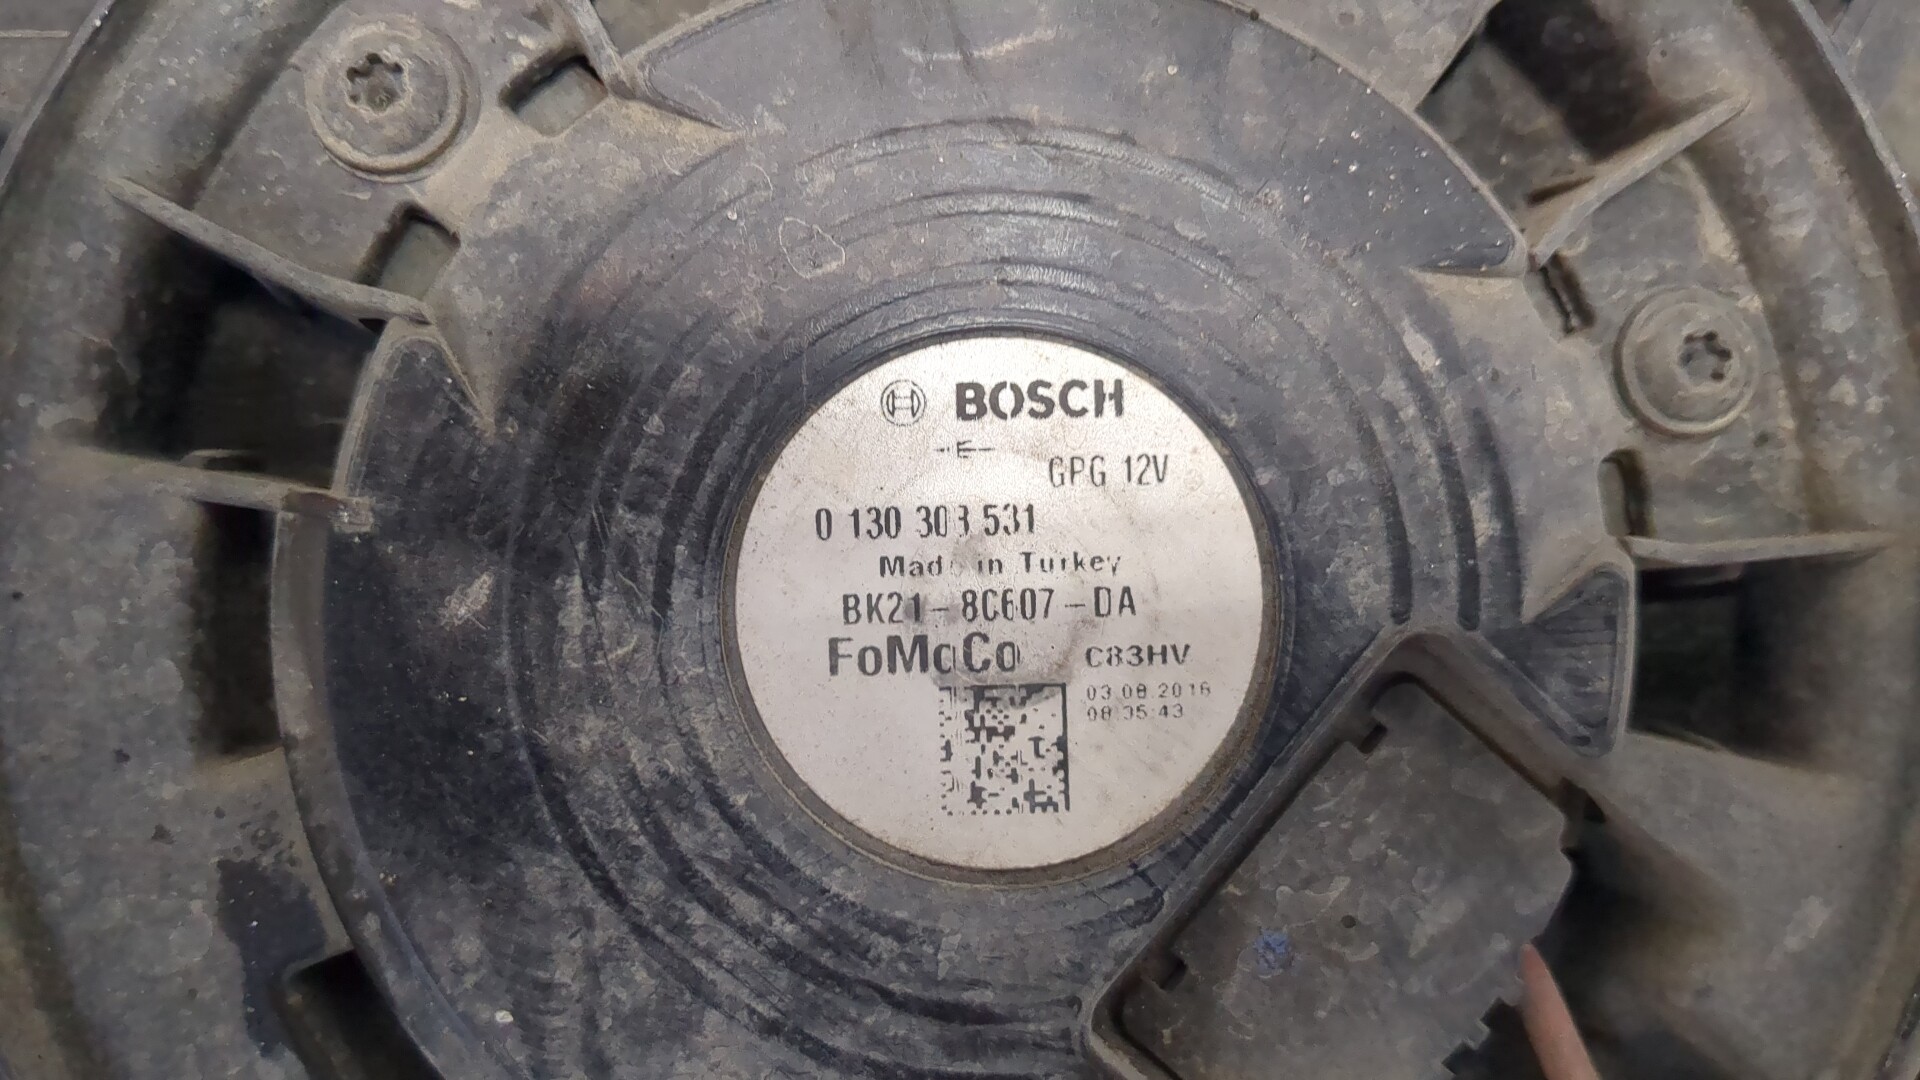 BOSCH
GPG 12V
0 130 308 531
Made in Turkey
BK21-8C607-DA
FoMoCo C83HV
03.08.2016
08:35:43